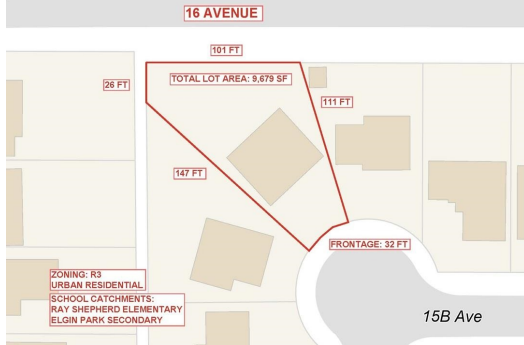 16 AVENUE
101 FT
26 FT
TOTAL LOT AREA: 9,679 SF
111 FT
147 FT
FRONTAGE: 32 FT
ZONING: R3
URBAN RESIDENTIAL
SCHOOL CATCHMENTS:
RAY SHEPHERD ELEMENTARY
ELGIN PARK SECONDARY
15B Ave